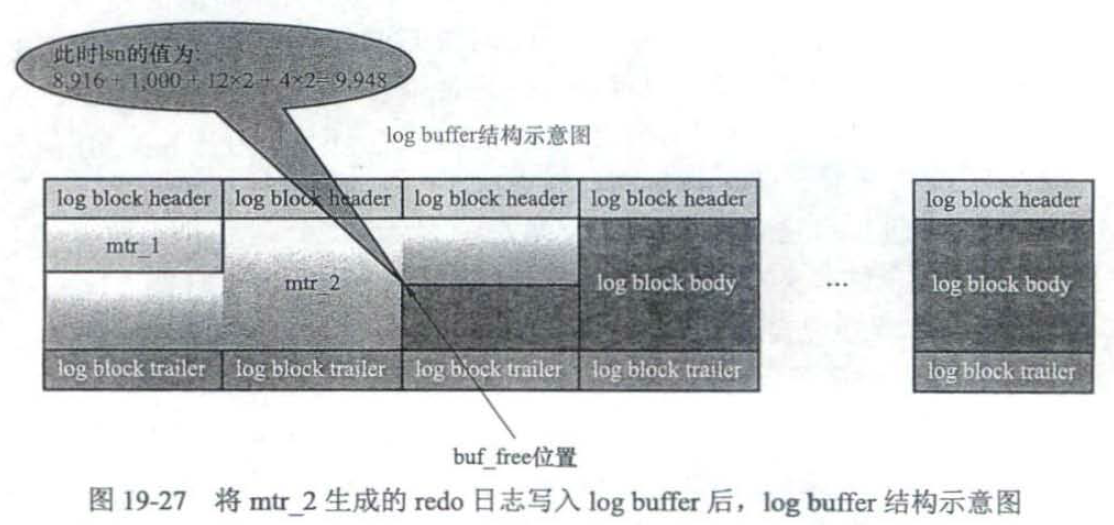 此时lsn的值为:
8,916 + 1,000 + 12×2 + 4×2= 9,948
log buffer结构示意图
log block header log block header log block header log block header log block header
mtr_1
mtr_2 log block body ... log block body
log block trailer log block trailer log block trailer log block trailer log block trailer
buf_free位置
图 19-27 将 mtr_2 生成的 redo 日志写入 log buffer 后，log buffer 结构示意图